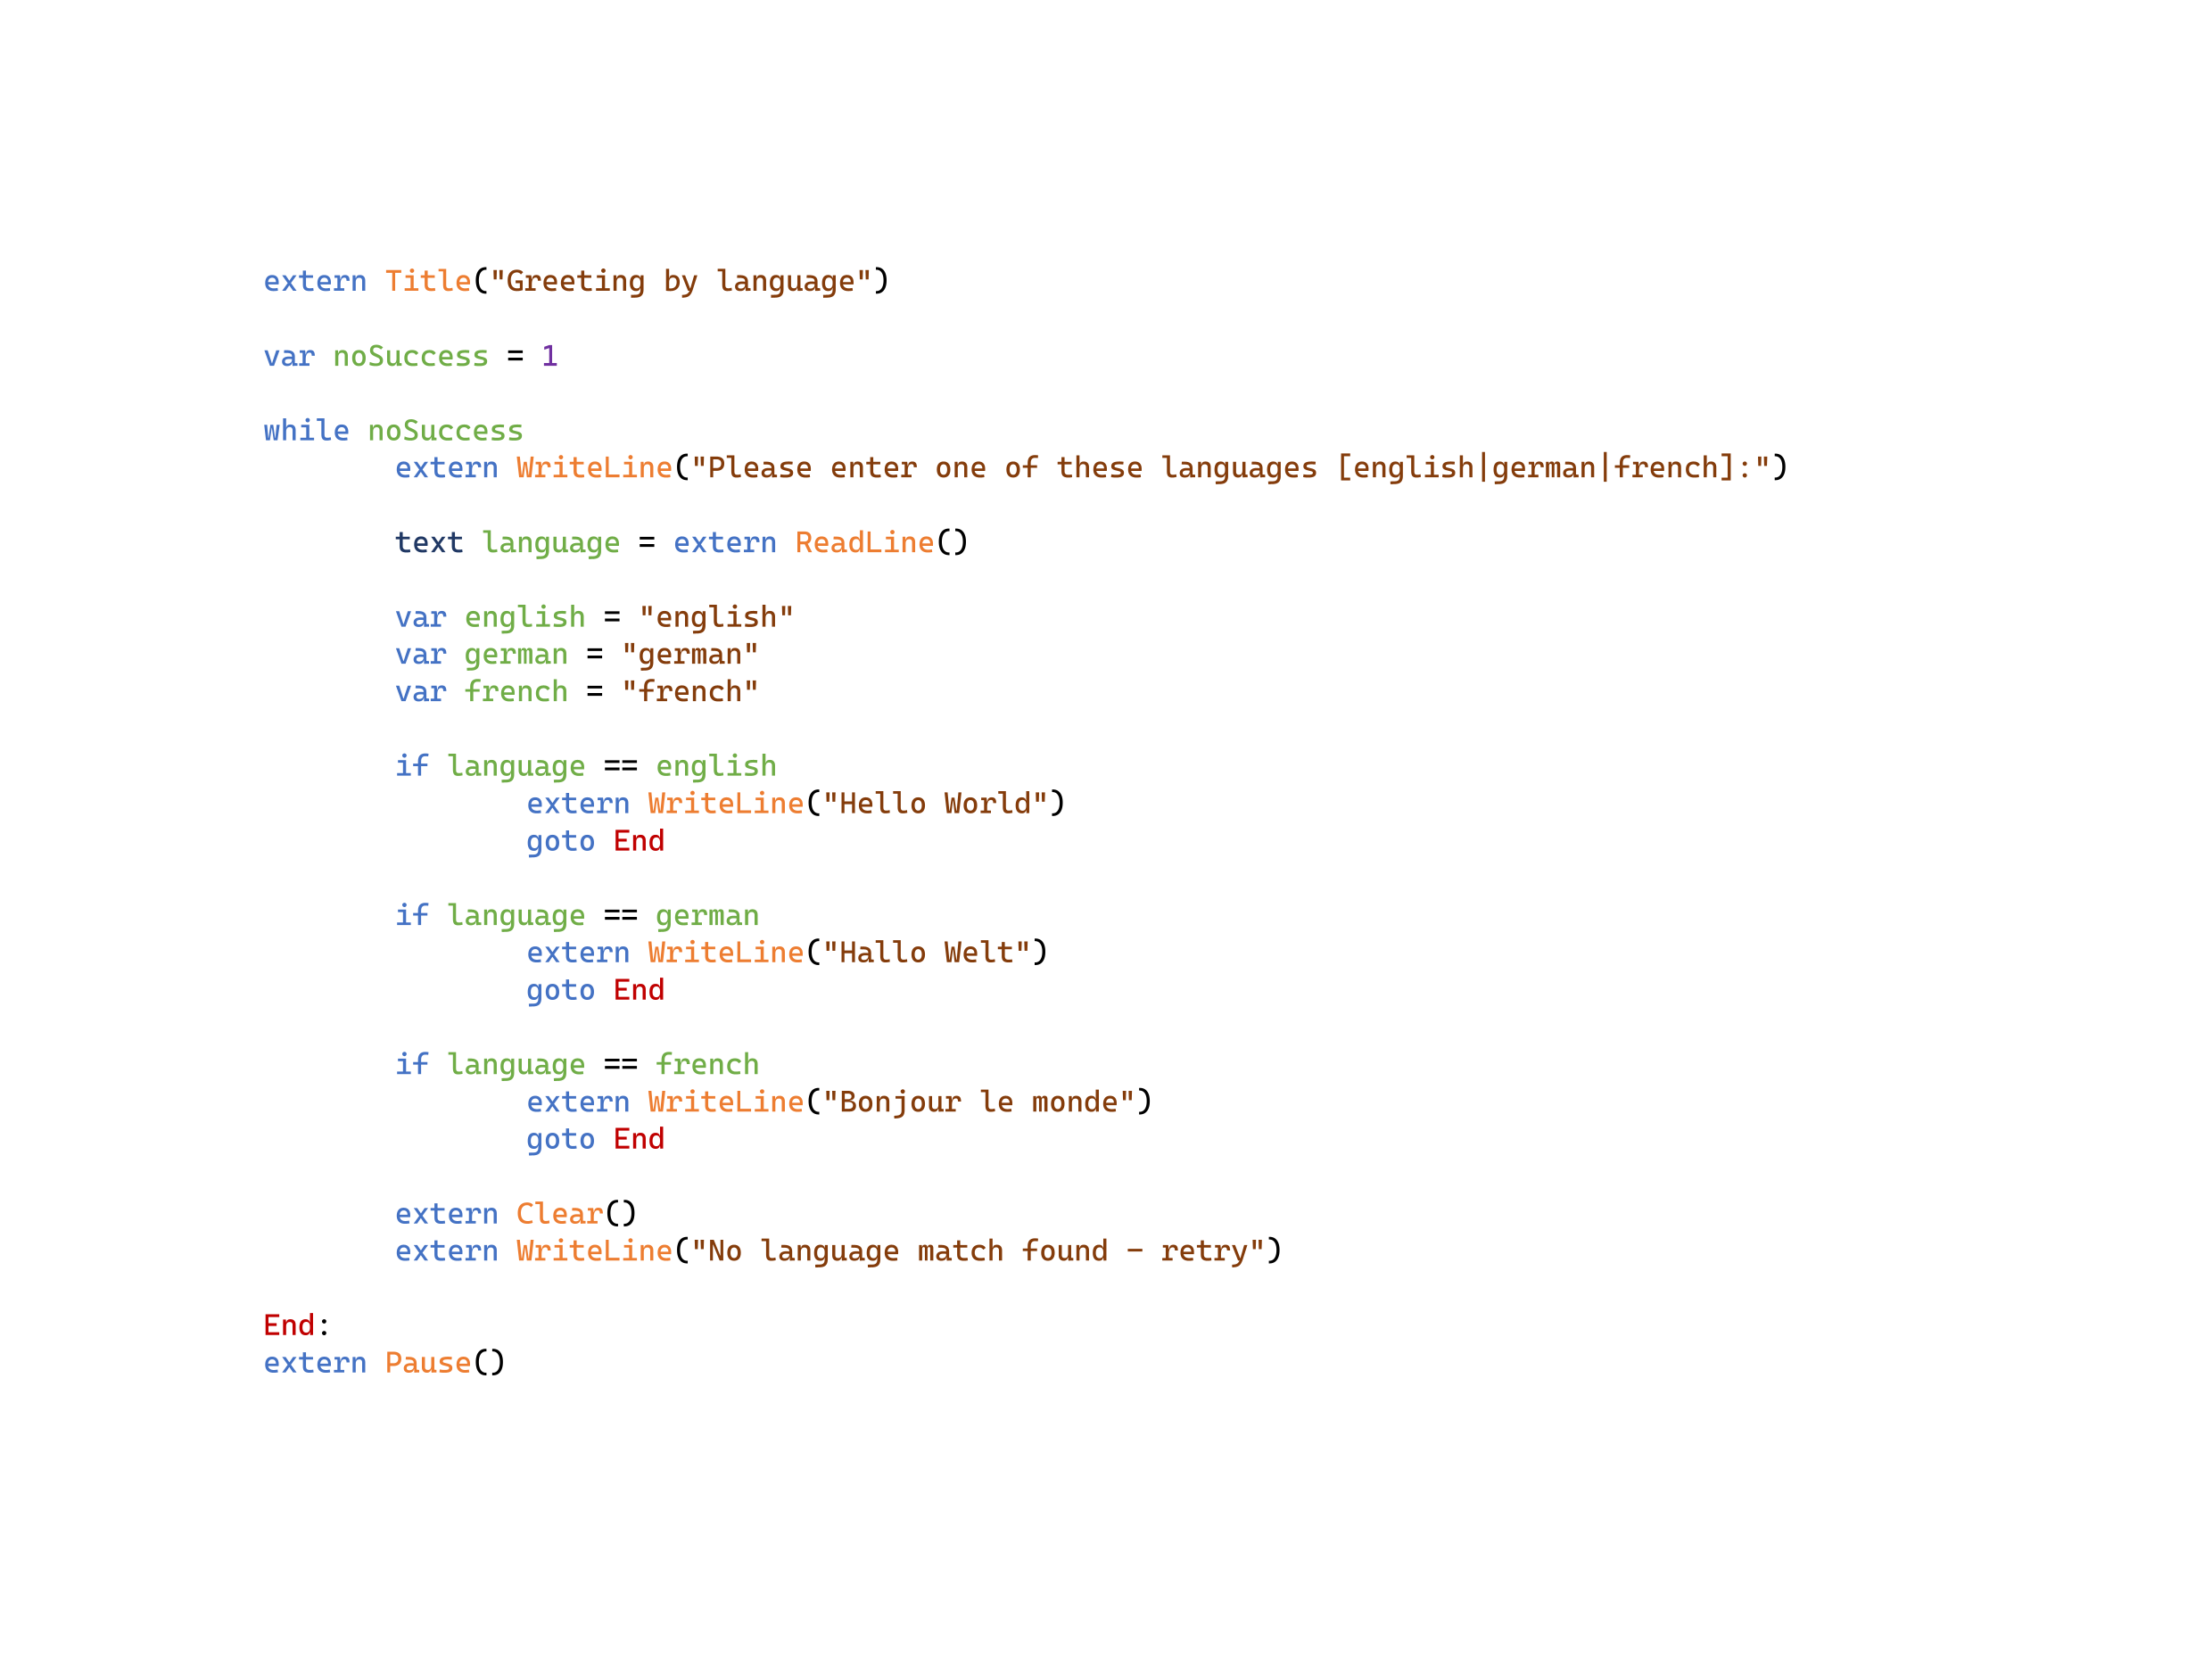 extern Title("Greeting by language")
var noSuccess = 1
while noSuccess
extern WriteLine("Please enter one of these languages [english|german|french]:")
text language = extern ReadLine()
var english = "english"
var german = "german"
var french = "french"
if language == english
extern WriteLine("Hello World")
goto End
if language == german
extern WriteLine("Hallo Welt")
goto End
if language == french
extern WriteLine("Bonjour le monde")
goto End
extern Clear()
extern WriteLine("No language match found – retry")
End:
extern Pause()